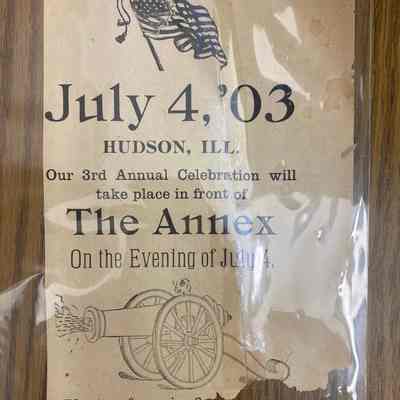 July 4, '03
HUDSON, ILL.
Our 3rd Annual Celebration will
take place in front of
The Annex
On the Evening of July 4.